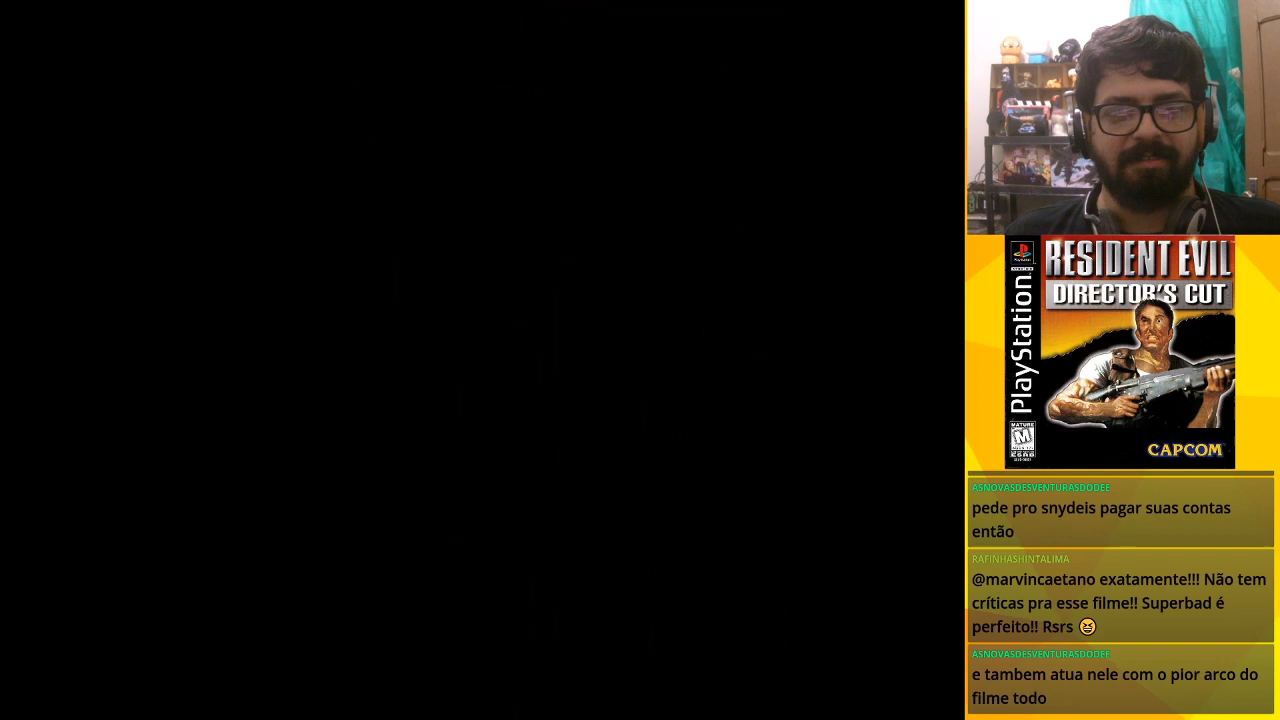 RESIDENT EVIL
DIRECTOR'S CUT
PlayStation
MATURE
M
CAPCOM
ASNOVASDESVENTURASDODEE
pede pro snydeis pagar suas contas
então
RAFINHASHINTALIMA
@marvincaetano exatamente!!! Não tem
críticas pra esse filme!! Superbad é
perfeito!! Rsrs 😆
ASNOVASDESVENTURASDODEE
e tambem atua nele com o pior arco do
filme todo